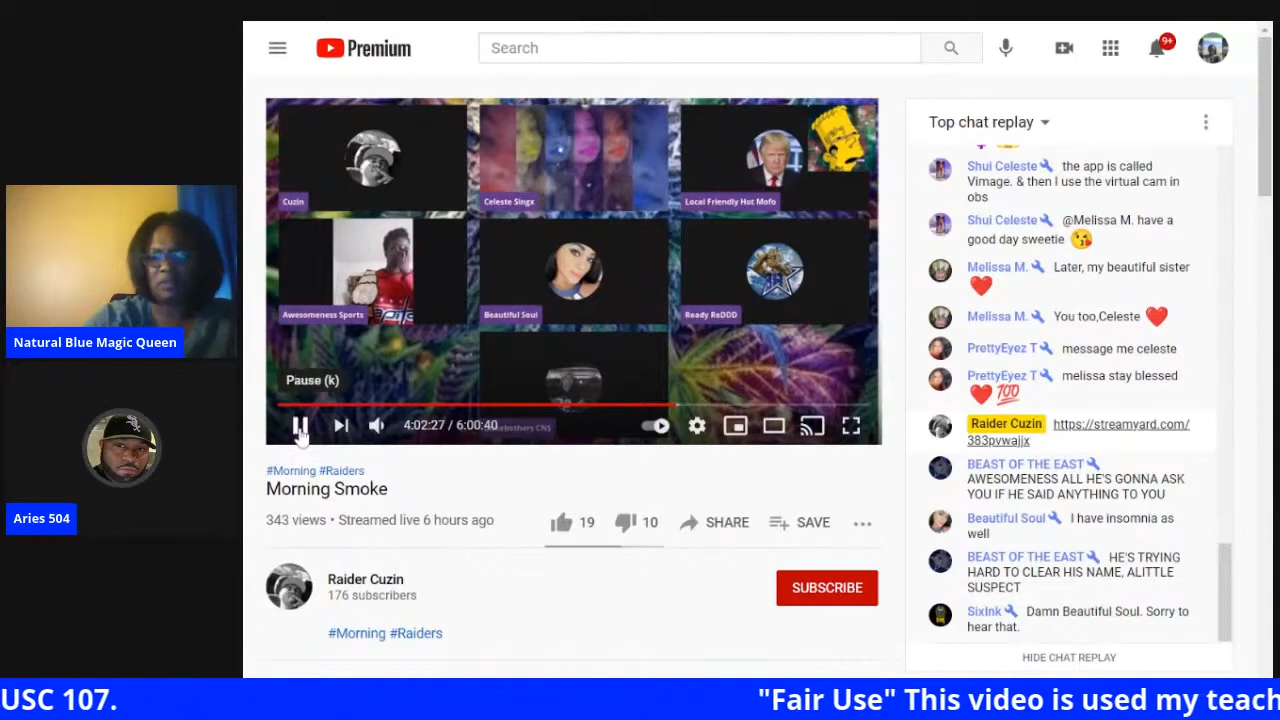 Premium
Search
9+
Cuzin
Celeste Singx
Local Friendly Hot Mofo
Awesomeness Sports
Beautiful Soul
Ready ReDDD
Pause (k)
4:02:27 / 6:00:40
#Morning #Raiders
Morning Smoke
343 views • Streamed live 6 hours ago
19
10
SHARE
SAVE
Raider Cuzin
176 subscribers
SUBSCRIBE
#Morning #Raiders
Top chat replay
Shui Celeste the app is called
Vimage. & then I use the virtual cam in
obs
Shui Celeste @Melissa M. have a
good day sweetie
Melissa M. Later, my beautiful sister
Melissa M. You too,Celeste
PrettyEyez T message me celeste
PrettyEyez T melissa stay blessed
100
Raider Cuzin https://streamyard.com/
383pvwajjx
BEAST OF THE EAST
AWESOMENESS ALL HE'S GONNA ASK
YOU IF HE SAID ANYTHING TO YOU
Beautiful Soul I have insomnia as
well
BEAST OF THE EAST HE'S TRYING
HARD TO CLEAR HIS NAME, ALITTLE
SUSPECT
SixInk Damn Beautiful Soul. Sorry to
hear that.
HIDE CHAT REPLAY
Natural Blue Magic Queen
Aries 504
USC 107. "Fair Use" This video is used my teach